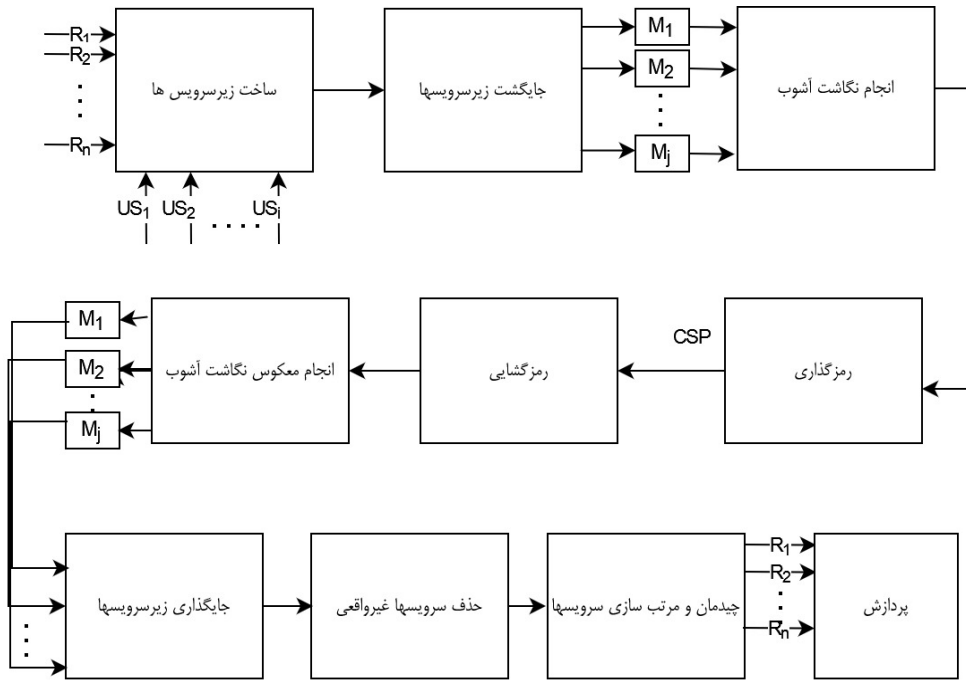 R1
R2
Rn
ساخت زیرسرویس ها
US1 US2 USi
جایگشت زیرسرویسها
M1
M2
Mj
انجام نگاشت آشوب
M1
M2
Mj
انجام معکوس نگاشت آشوب
رمزگشایی
CSP
رمزگذاری
جایگذاری زیرسرویسها
حذف سرویسها غیرواقعی
چیدمان و مرتب سازی سرویسها
R1
R2
Rn
پردازش